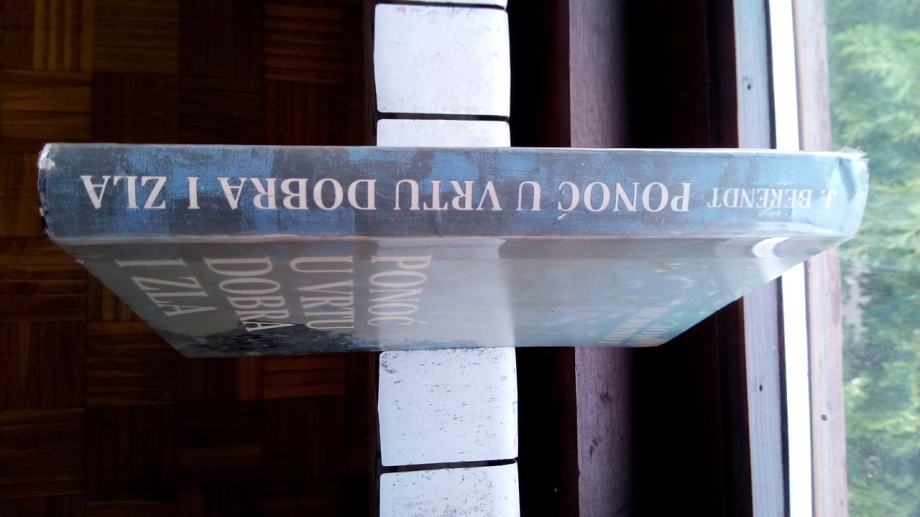 J. BERENDT PONOĆ U VRTU DOBRA I ZLA
PONOĆ
U VRTU
DOBRA
I ZLA